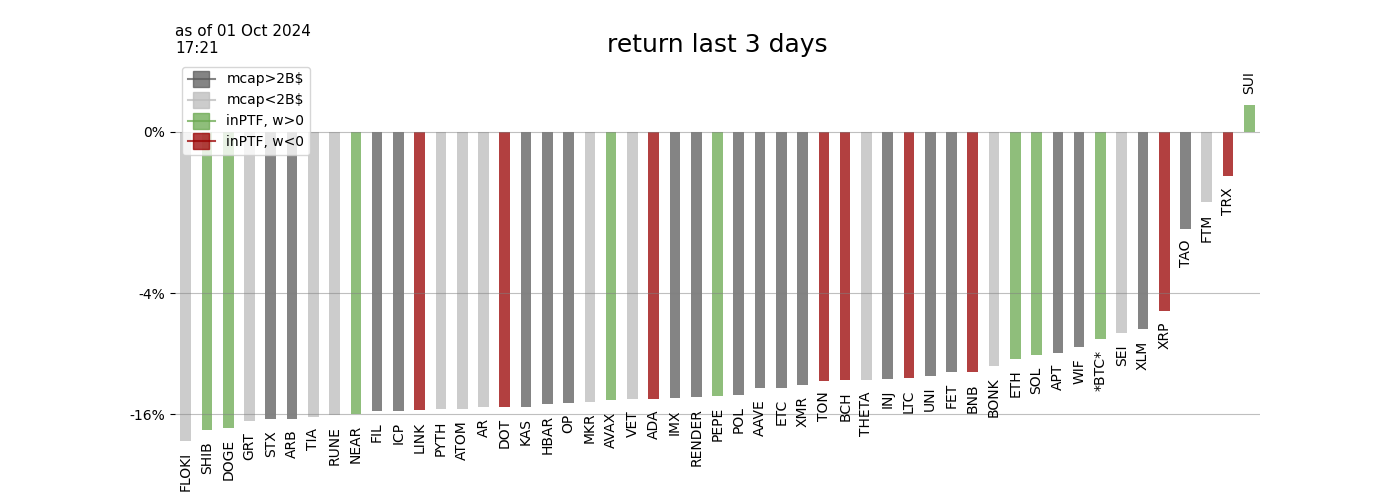 as of 01 Oct 2024
17:21
return last 3 days
mcap>2B$
mcap<2B$
inPTF, w>0
inPTF, w<0
0%
-4%
-16%
FLOKI
SHIB
DOGE
GRT
STX
ARB
TIA
RUNE
NEAR
FIL
ICP
LINK
PYTH
ATOM
AR
DOT
KAS
HBAR
OP
MKR
AVAX
VET
ADA
IMX
RENDER
PEPE
POL
AAVE
ETC
XMR
TON
BCH
THETA
INJ
LTC
UNI
FET
BNB
BONK
ETH
SOL
APT
WIF
*BTC*
SEI
XLM
XRP
TAO
FTM
TRX
SUI